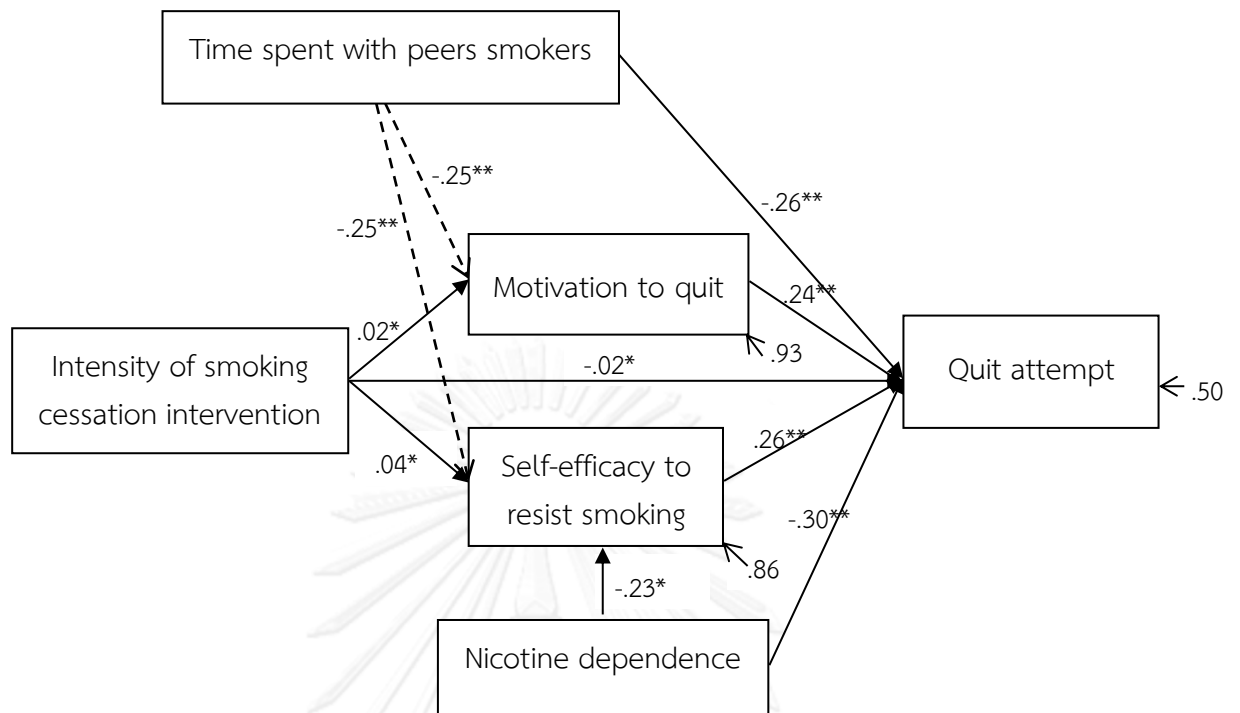 Time spent with peers smokers
-.25**
-.26**
-.25**
Motivation to quit
.24**
.02*
.93
Intensity of smoking
cessation intervention
-.02*
Quit attempt
.50
.04*
Self-efficacy to
resist smoking
.26**
-.30**
.86
-.23*
Nicotine dependence